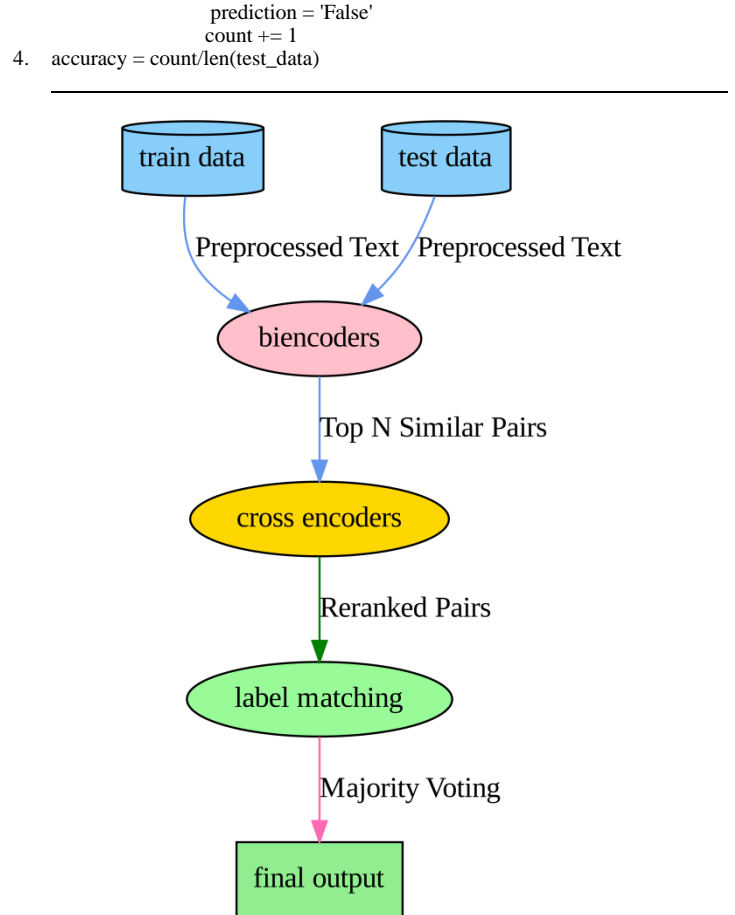 prediction = 'False'
count += 1
4. accuracy = count/len(test_data)
train data
test data
Preprocessed Text
Preprocessed Text
biencoders
Top N Similar Pairs
cross encoders
Reranked Pairs
label matching
Majority Voting
final output